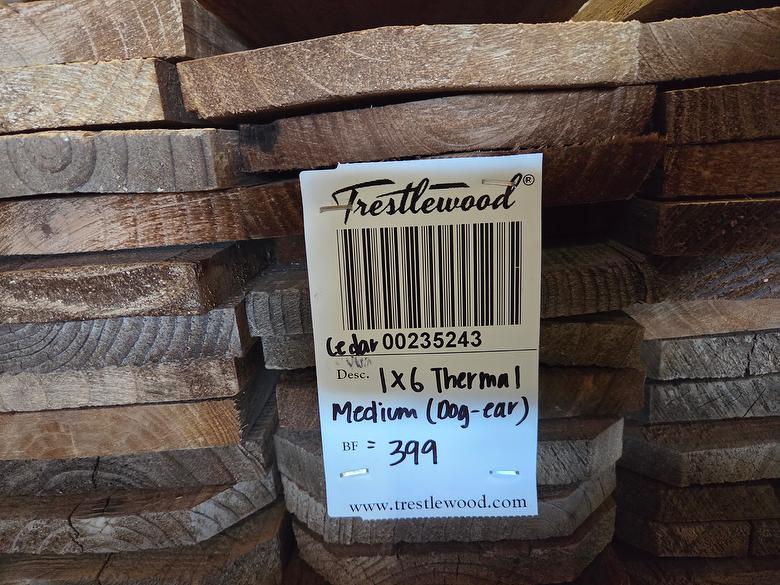 Trestlewood®
Cedar 00235243
Desc. 1x6 Thermal
Medium (Dog-ear)
BF = 399
www.trestlewood.com